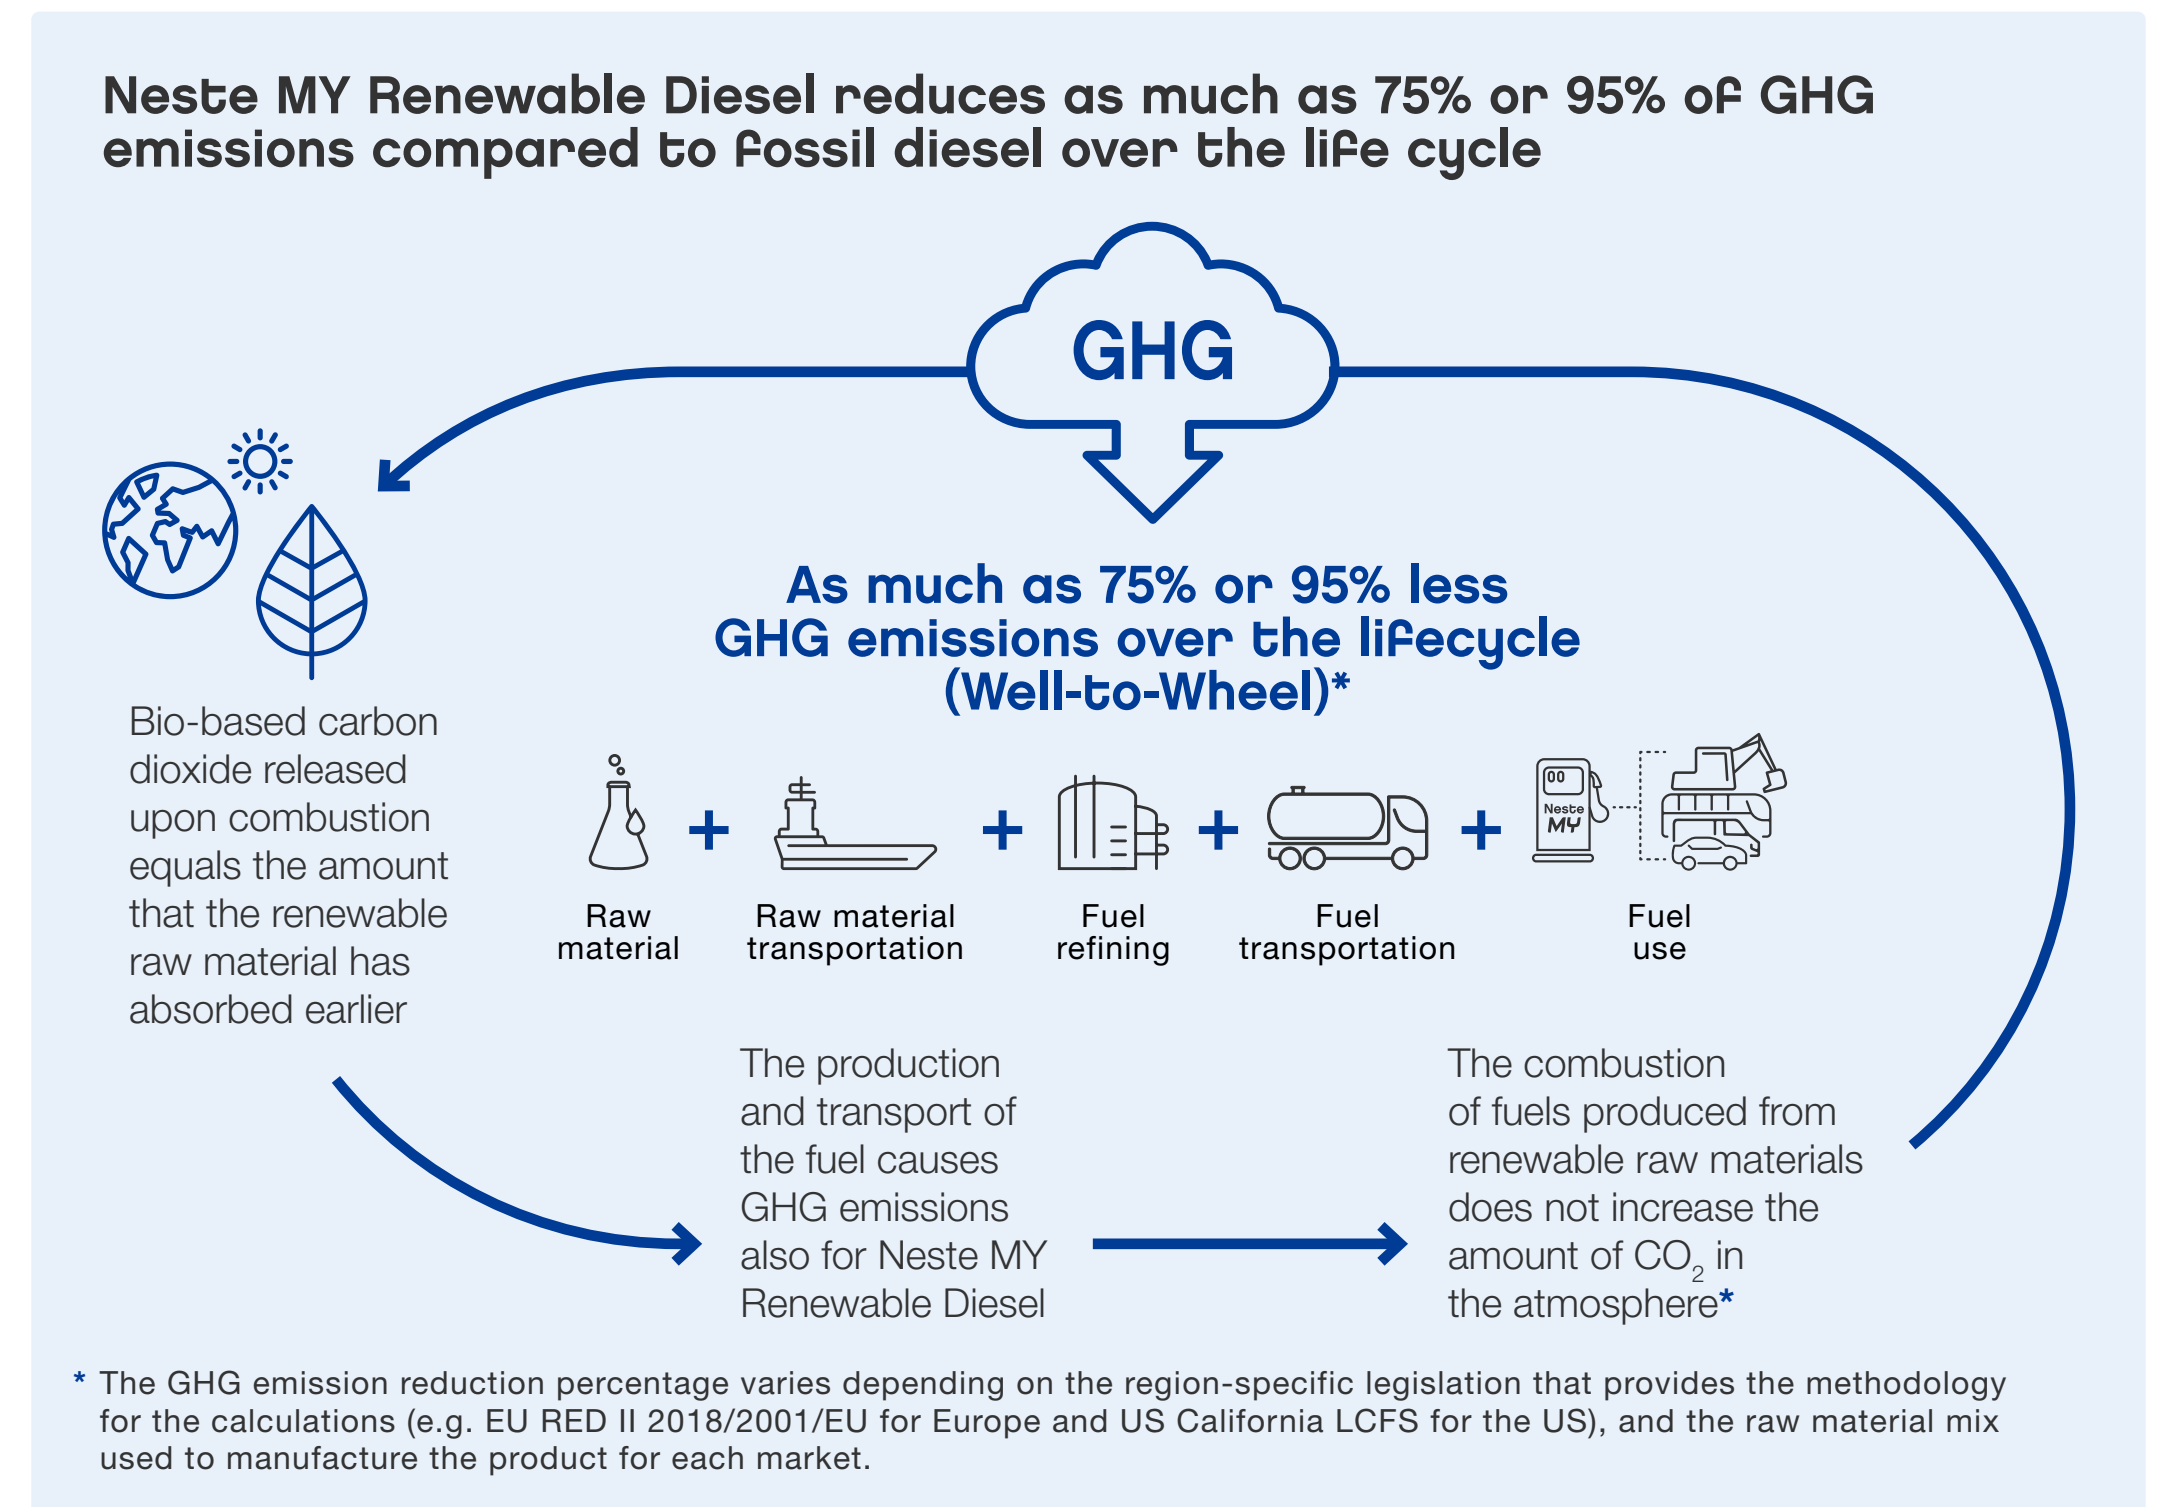 Neste MY Renewable Diesel reduces as much as 75% or 95% of GHG
emissions compared to fossil diesel over the life cycle
GHG
As much as 75% or 95% less
GHG emissions over the lifecycle
(Well-to-Wheel)*
Bio-based carbon
dioxide released
upon combustion
equals the amount
that the renewable
raw material has
absorbed earlier
Neste
MY
Raw
material
Raw material
transportation
Fuel
refining
Fuel
transportation
Fuel
use
The production
and transport of
the fuel causes
GHG emissions
also for Neste MY
Renewable Diesel
The combustion
of fuels produced from
renewable raw materials
does not increase the
amount of CO₂ in
the atmosphere*
* The GHG emission reduction percentage varies depending on the region-specific legislation that provides the methodology
for the calculations (e.g. EU RED II 2018/2001/EU for Europe and US California LCFS for the US), and the raw material mix
used to manufacture the product for each market.